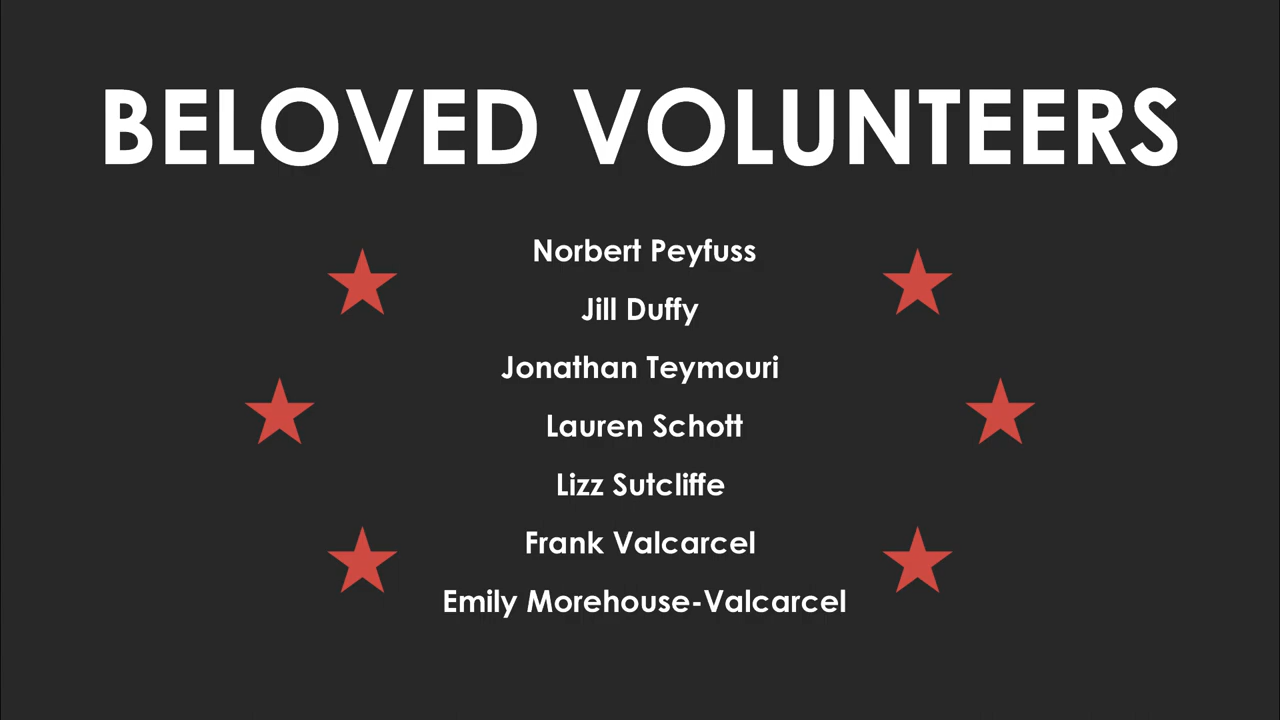 BELOVED VOLUNTEERS
Norbert Peyfuss
Jill Duffy
Jonathan Teymouri
Lauren Schott
Lizz Sutcliffe
Frank Valcarcel
Emily Morehouse-Valcarcel